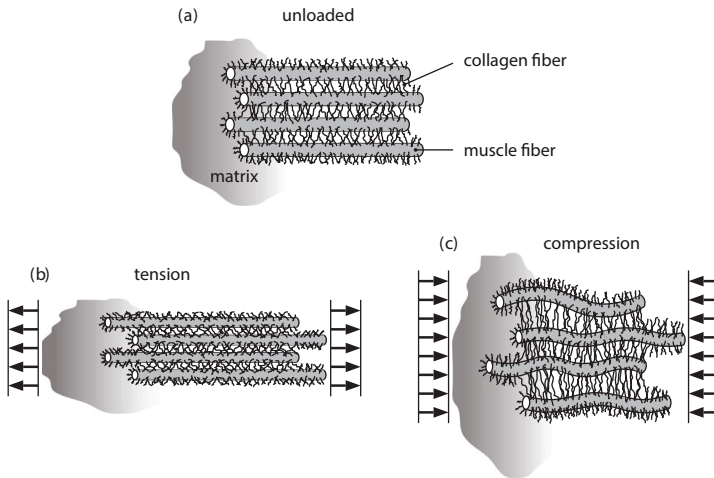 (a) unloaded
collagen fiber
muscle fiber
matrix
(b) tension
(c) compression